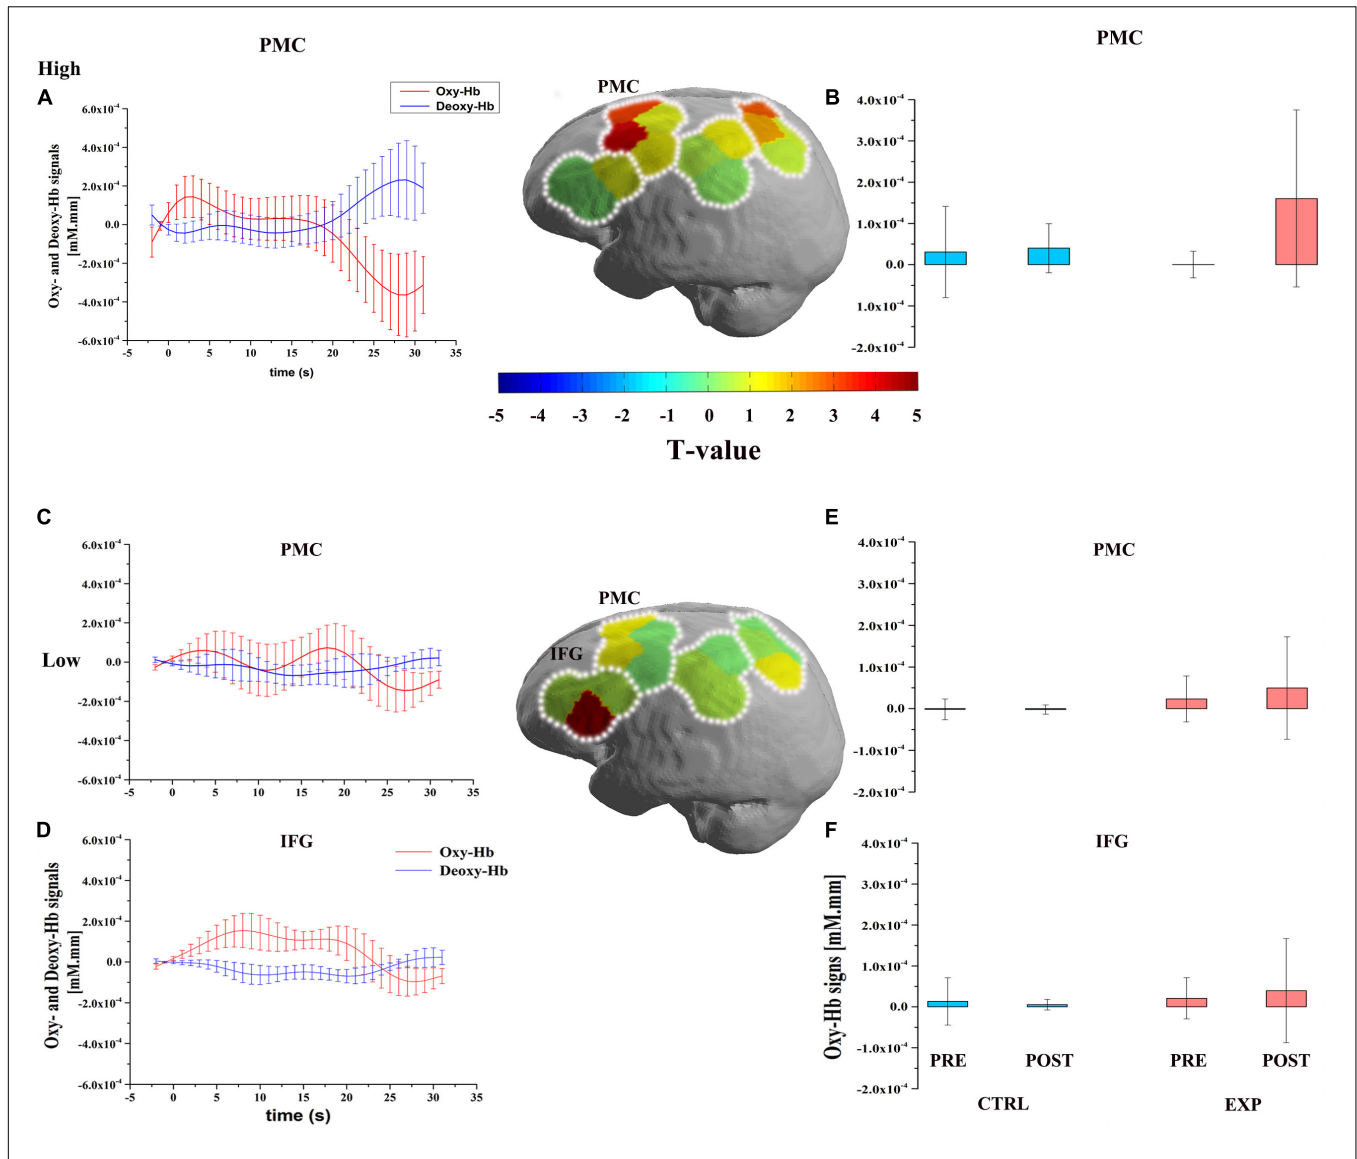 PMC
High
A
Oxy-Hb
Deoxy-Hb
6.0x10⁻⁴
4.0x10⁻⁴
2.0x10⁻⁴
0.0
-2.0x10⁻⁴
-4.0x10⁻⁴
-6.0x10⁻⁴
Oxy- and Deoxy-Hb signals
[mM.mm]
-5 0 5 10 15 20 25 30 35
time (s)
PMC
-5 -4 -3 -2 -1 0 1 2 3 4 5
T-value
PMC
B
4.0x10⁻⁴
3.0x10⁻⁴
2.0x10⁻⁴
1.0x10⁻⁴
0.0
1.0x10⁻⁴
-2.0x10⁻⁴
C
PMC
Low
6.0x10⁻⁴
4.0x10⁻⁴
2.0x10⁻⁴
0.0
-2.0x10⁻⁴
-4.0x10⁻⁴
-6.0x10⁻⁴
-5 0 5 10 15 20 25 30 35
PMC
IFG
E
PMC
4.0x10⁻⁴
3.0x10⁻⁴
2.0x10⁻⁴
1.0x10⁻⁴
0.0
-1.0x10⁻⁴
-2.0x10⁻⁴
D
IFG
Oxy-Hb
Deoxy-Hb
6.0x10⁻⁴
4.0x10⁻⁴
2.0x10⁻⁴
0.0
-2.0x10⁻⁴
-4.0x10⁻⁴
-6.0x10⁻⁴
Oxy- and Deoxy-Hb signals
[mM.mm]
-5 0 5 10 15 20 25 30 35
time (s)
F
IFG
4.0x10⁻⁴
3.0x10⁻⁴
2.0x10⁻⁴
1.0x10⁻⁴
0.0
-1.0x10⁻⁴
-2.0x10⁻⁴
Oxy-Hb signs [mM.mm]
PRE POST PRE POST
CTRL EXP